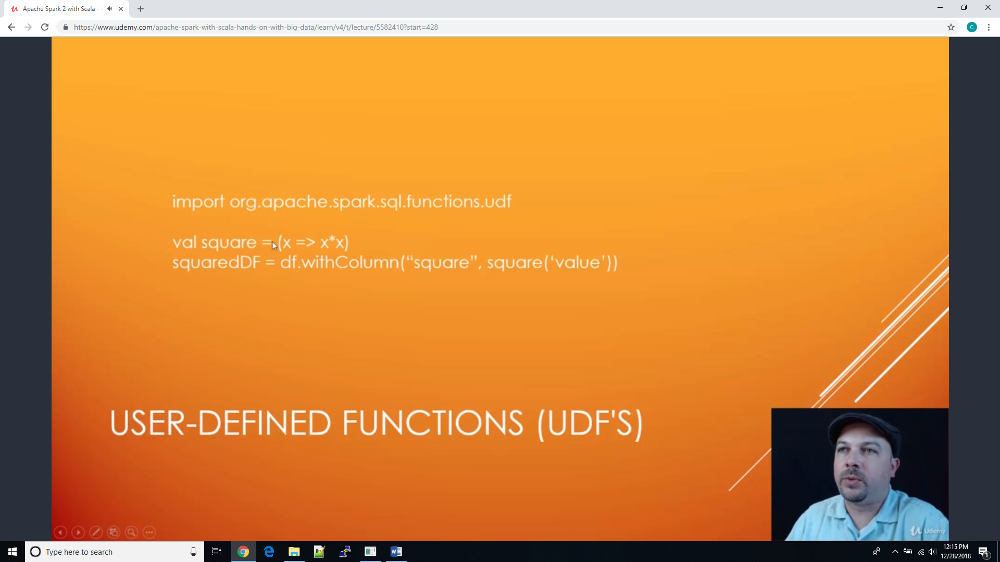 Apache Spark 2 with Scala -
https://www.udemy.com/apache-spark-with-scala-hands-on-with-big-data/learn/v4/t/lecture/5582410?start=428
C
import org.apache.spark.sql.functions.udf
val square = (x => x*x)
squaredDF = df.withColumn(“square”, square(‘value’))
USER-DEFINED FUNCTIONS (UDF'S)
Udemy
Type here to search
12:15 PM
12/28/2018
1